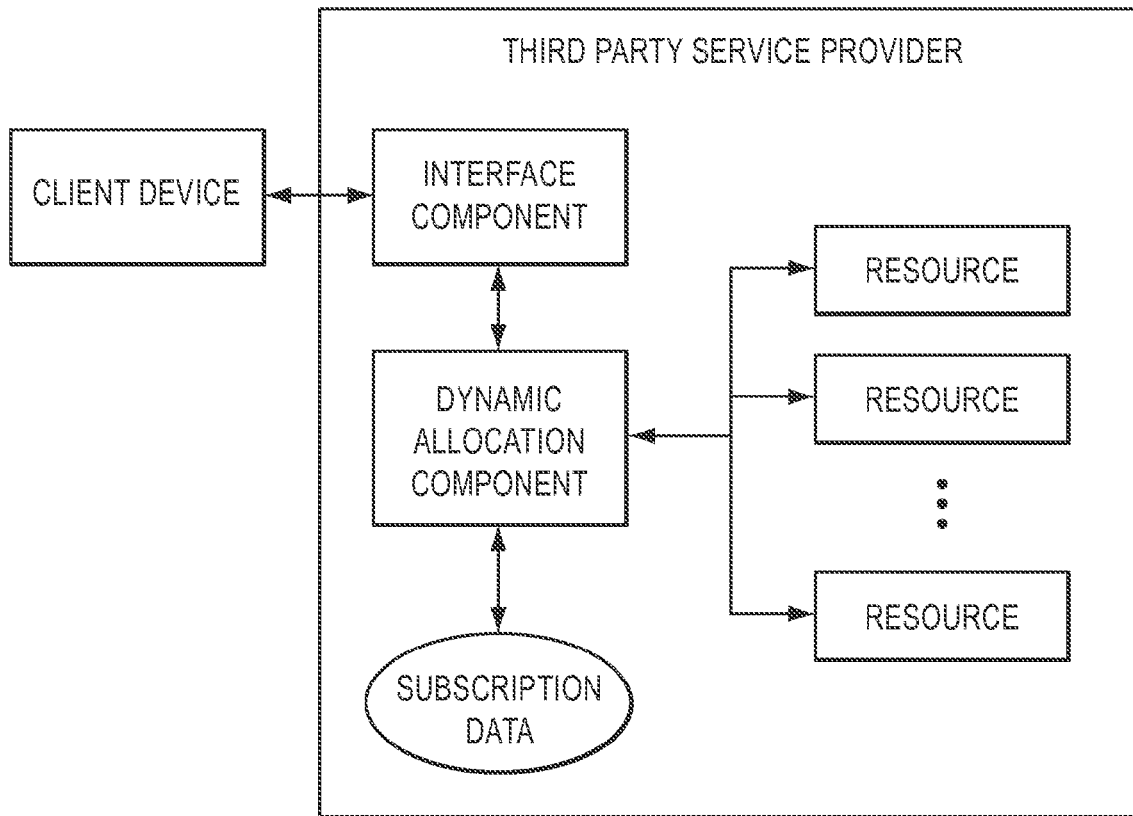 THIRD PARTY SERVICE PROVIDER
CLIENT DEVICE
INTERFACE
COMPONENT
DYNAMIC
ALLOCATION
COMPONENT
SUBSCRIPTION
DATA
RESOURCE
RESOURCE
RESOURCE